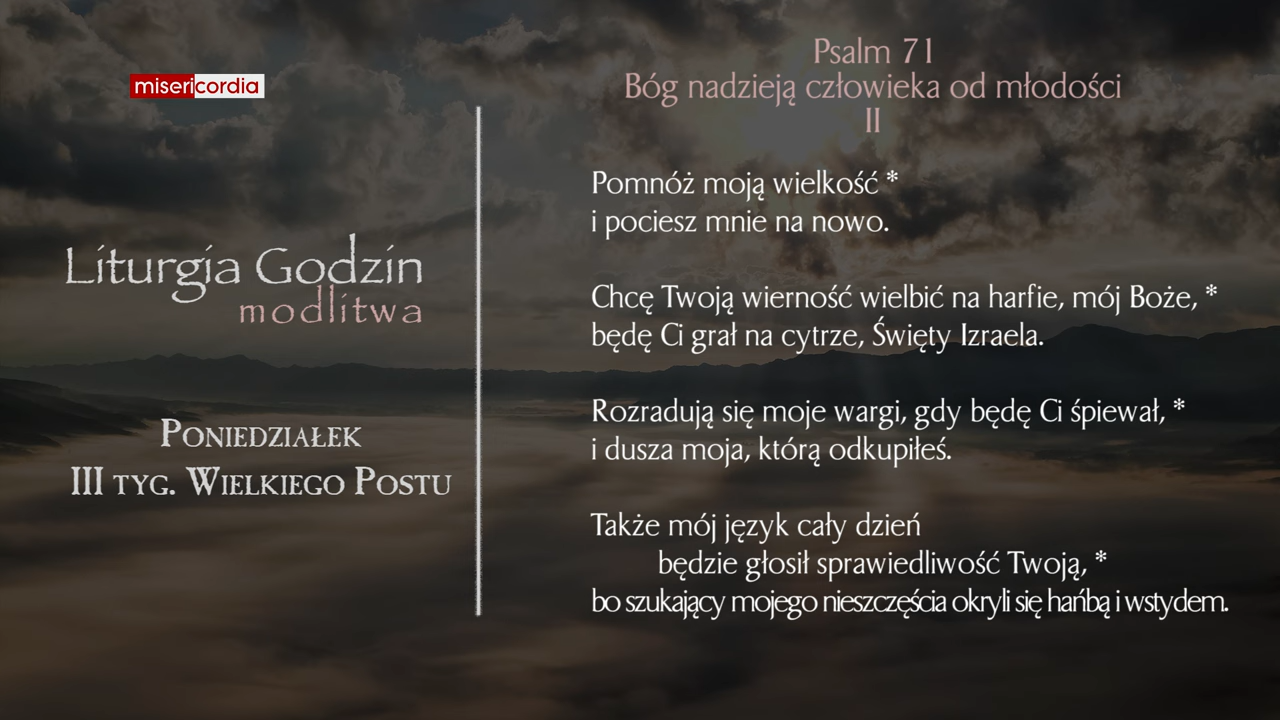 misericordia
Liturgia Godzin
modlitwa
Poniedziałek
III tyg. Wielkiego Postu
Psalm 71
Bóg nadzieją człowieka od młodości
II
Pomnóż moją wielkość *
i pociesz mnie na nowo.
Chcę Twoją wierność wielbić na harfie, mój Boże, *
będę Ci grał na cytrze, Święty Izraela.
Rozradują się moje wargi, gdy będę Ci śpiewał, *
i dusza moja, którą odkupiłeś.
Także mój język cały dzień
będzie głosił sprawiedliwość Twoją, *
bo szukający mojego nieszczęścia okryli się hańbą i wstydem.